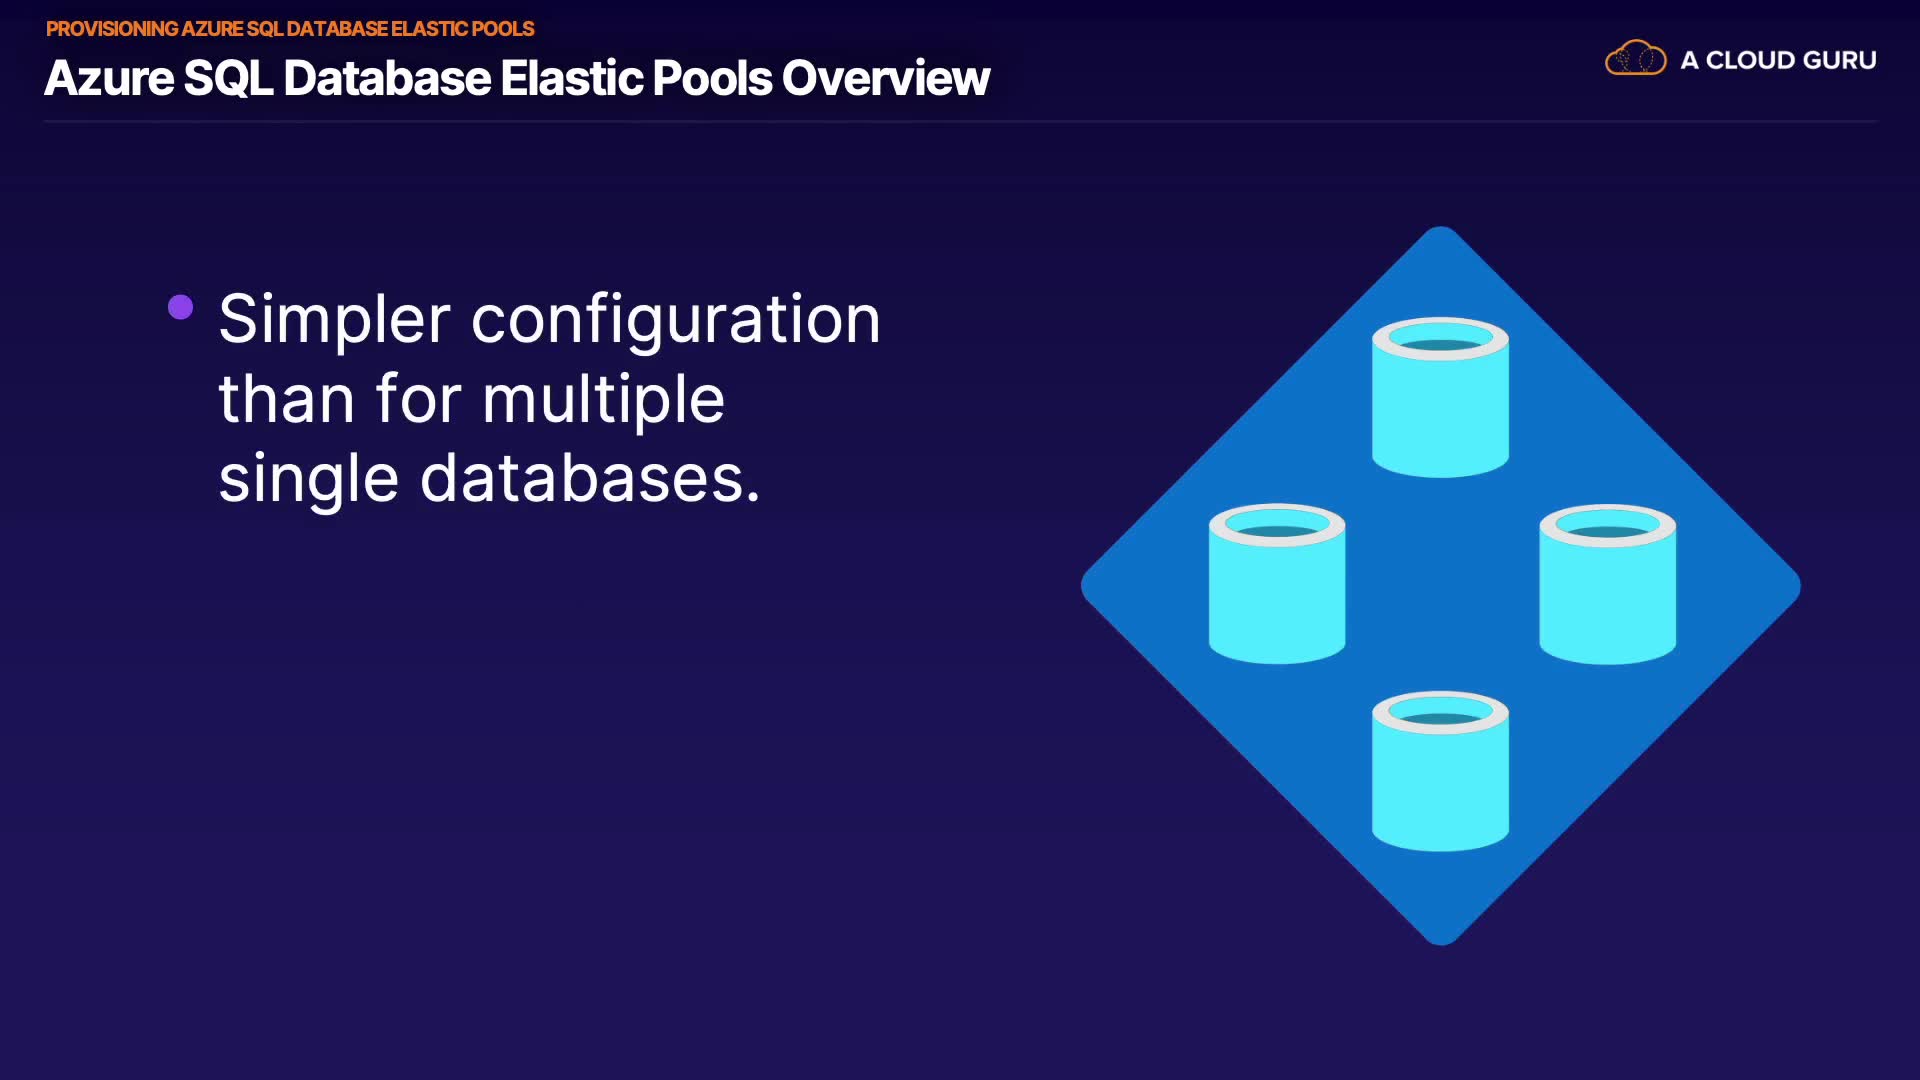 PROVISIONING AZURE SQL DATABASE ELASTIC POOLS
Azure SQL Database Elastic Pools Overview
A CLOUD GURU
Simpler configuration
than for multiple
single databases.